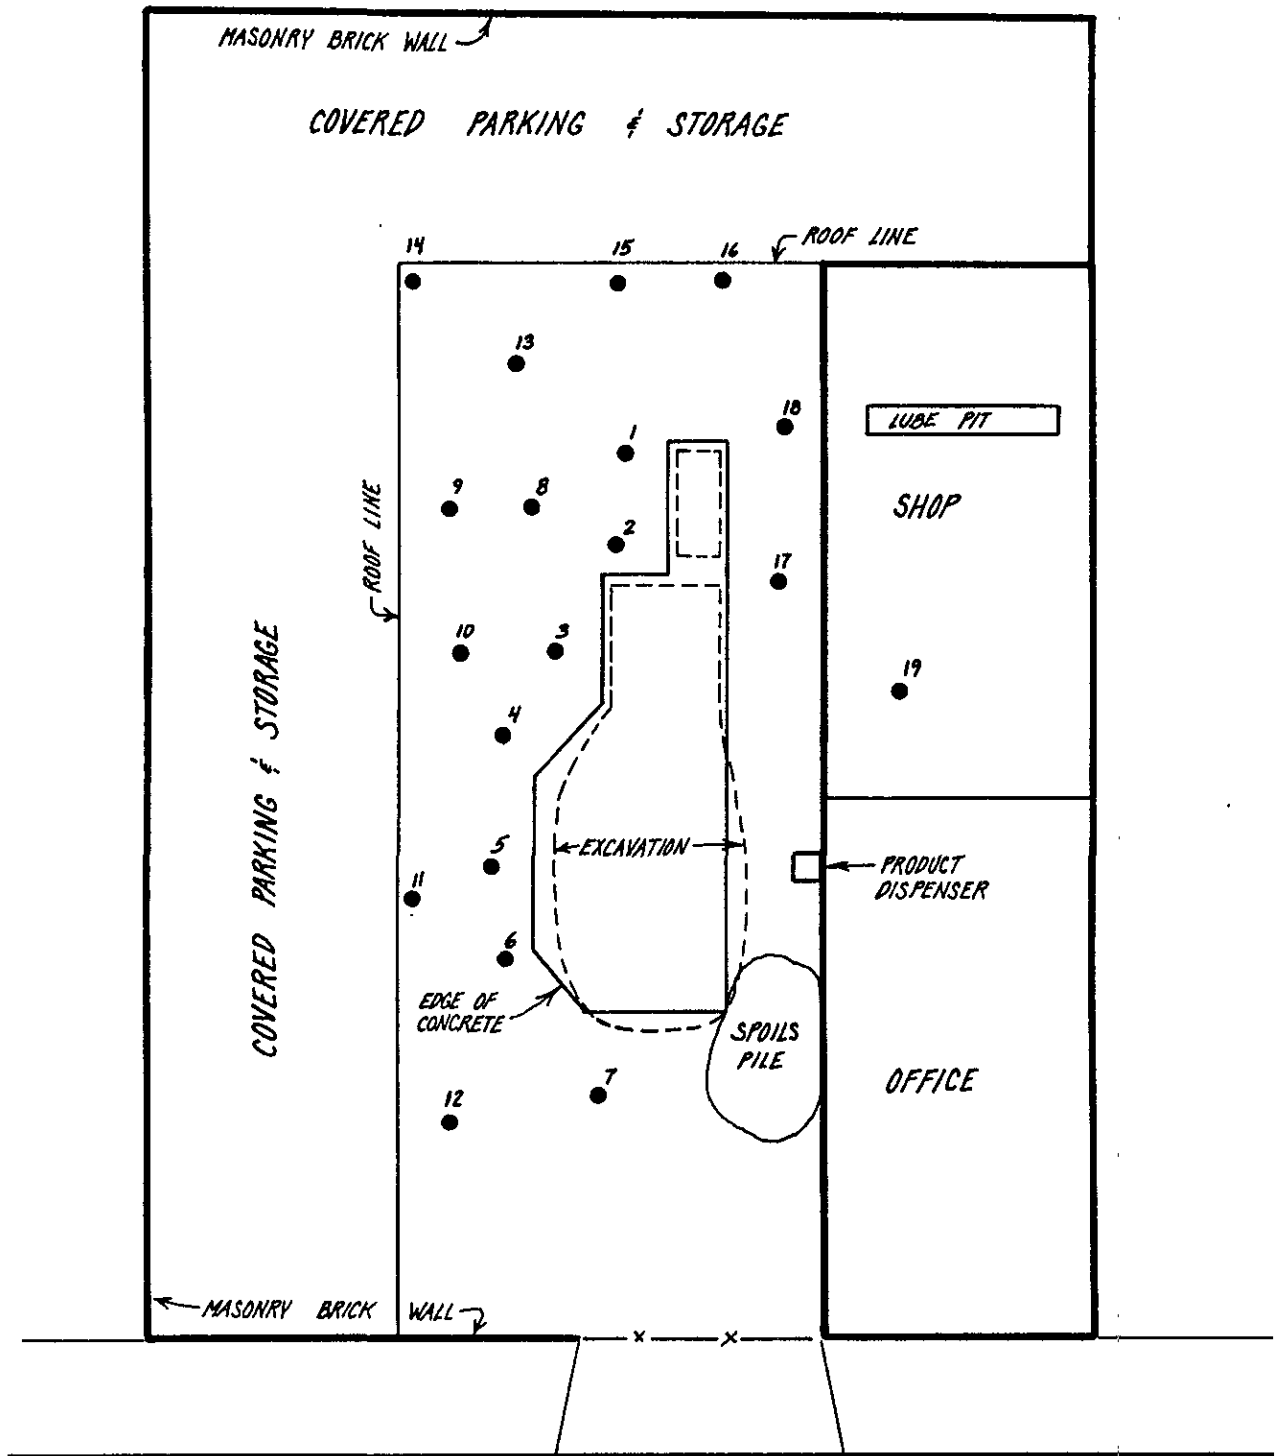 MASONRY BRICK WALL
COVERED PARKING & STORAGE
ROOF LINE
14
15
16
13
18
1
LUBE PIT
9
8
SHOP
ROOF LINE
2
17
10
3
19
4
COVERED PARKING & STORAGE
5
EXCAVATION
PRODUCT
DISPENSER
11
6
EDGE OF
CONCRETE
SPOILS
PILE
7
OFFICE
12
MASONRY BRICK WALL